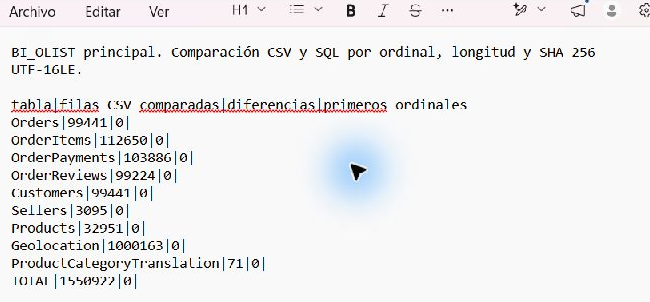 Archivo Editar Ver H1 B I S ...
BI_OLIST principal. Comparación CSV y SQL por ordinal, longitud y SHA 256
UTF-16LE.
tabla|filas CSV comparadas|diferencias|primeros ordinales
Orders|99441|0|
OrderItems|112650|0|
OrderPayments|103886|0|
OrderReviews|99224|0|
Customers|99441|0|
Sellers|3095|0|
Products|32951|0|
Geolocation|1000163|0|
ProductCategoryTranslation|71|0|
TOTAL|1550922|0|